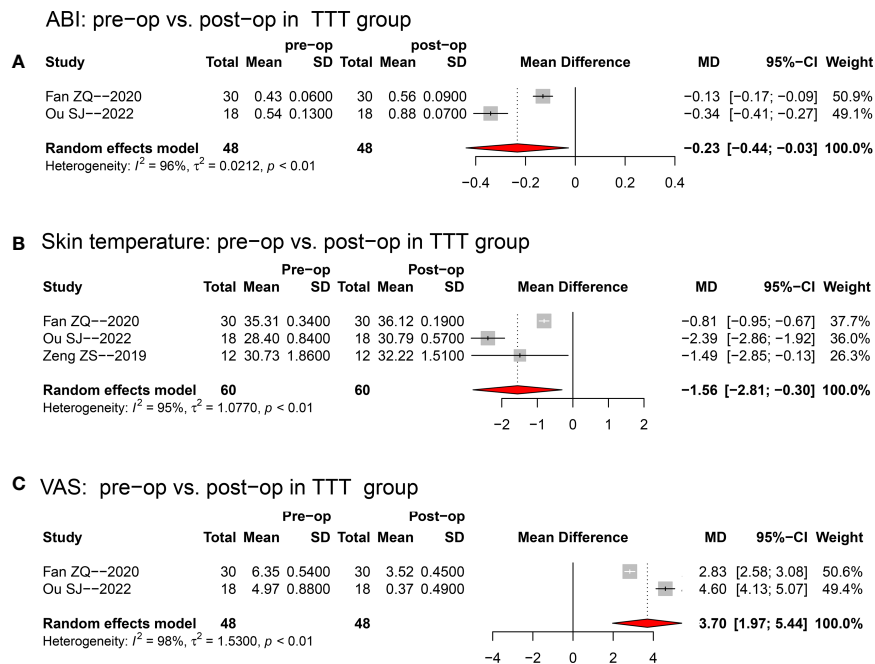 ABI: pre−op vs. post−op in TTT group
A
pre−op post−op
Study Total Mean SD Total Mean SD Mean Difference MD 95%−CI Weight
Fan ZQ−−2020 30 0.43 0.0600 30 0.56 0.0900 −0.13 [−0.17; −0.09] 50.9%
Ou SJ−−2022 18 0.54 0.1300 18 0.88 0.0700 −0.34 [−0.41; −0.27] 49.1%
Random effects model 48 48 −0.23 [−0.44; −0.03] 100.0%
Heterogeneity: I² = 96%, τ² = 0.0212, p < 0.01
−0.4 −0.2 0 0.2 0.4
B Skin temperature: pre−op vs. post−op in TTT group
Pre−op Post−op
Study Total Mean SD Total Mean SD Mean Difference MD 95%−CI Weight
Fan ZQ−−2020 30 35.31 0.3400 30 36.12 0.1900 −0.81 [−0.95; −0.67] 37.7%
Ou SJ−−2022 18 28.40 0.8400 18 30.79 0.5700 −2.39 [−2.86; −1.92] 36.0%
Zeng ZS−−2019 12 30.73 1.8600 12 32.22 1.5100 −1.49 [−2.85; −0.13] 26.3%
Random effects model 60 60 −1.56 [−2.81; −0.30] 100.0%
Heterogeneity: I² = 95%, τ² = 1.0770, p < 0.01
−2 −1 0 1 2
C VAS: pre−op vs. post−op in TTT group
Pre−op Post−op
Study Total Mean SD Total Mean SD Mean Difference MD 95%−CI Weight
Fan ZQ−−2020 30 6.35 0.5400 30 3.52 0.4500 2.83 [2.58; 3.08] 50.6%
Ou SJ−−2022 18 4.97 0.8800 18 0.37 0.4900 4.60 [4.13; 5.07] 49.4%
Random effects model 48 48 3.70 [1.97; 5.44] 100.0%
Heterogeneity: I² = 98%, τ² = 1.5300, p < 0.01
−4 −2 0 2 4